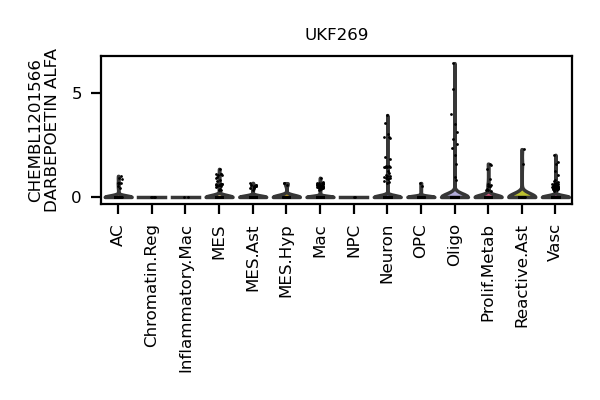 UKF269
CHEMBL1201566
DARBEPOETIN ALFA
5
0
AC
Chromatin.Reg
Inflammatory.Mac
MES
MES.Ast
MES.Hyp
Mac
NPC
Neuron
OPC
Oligo
Prolif.Metab
Reactive.Ast
Vasc